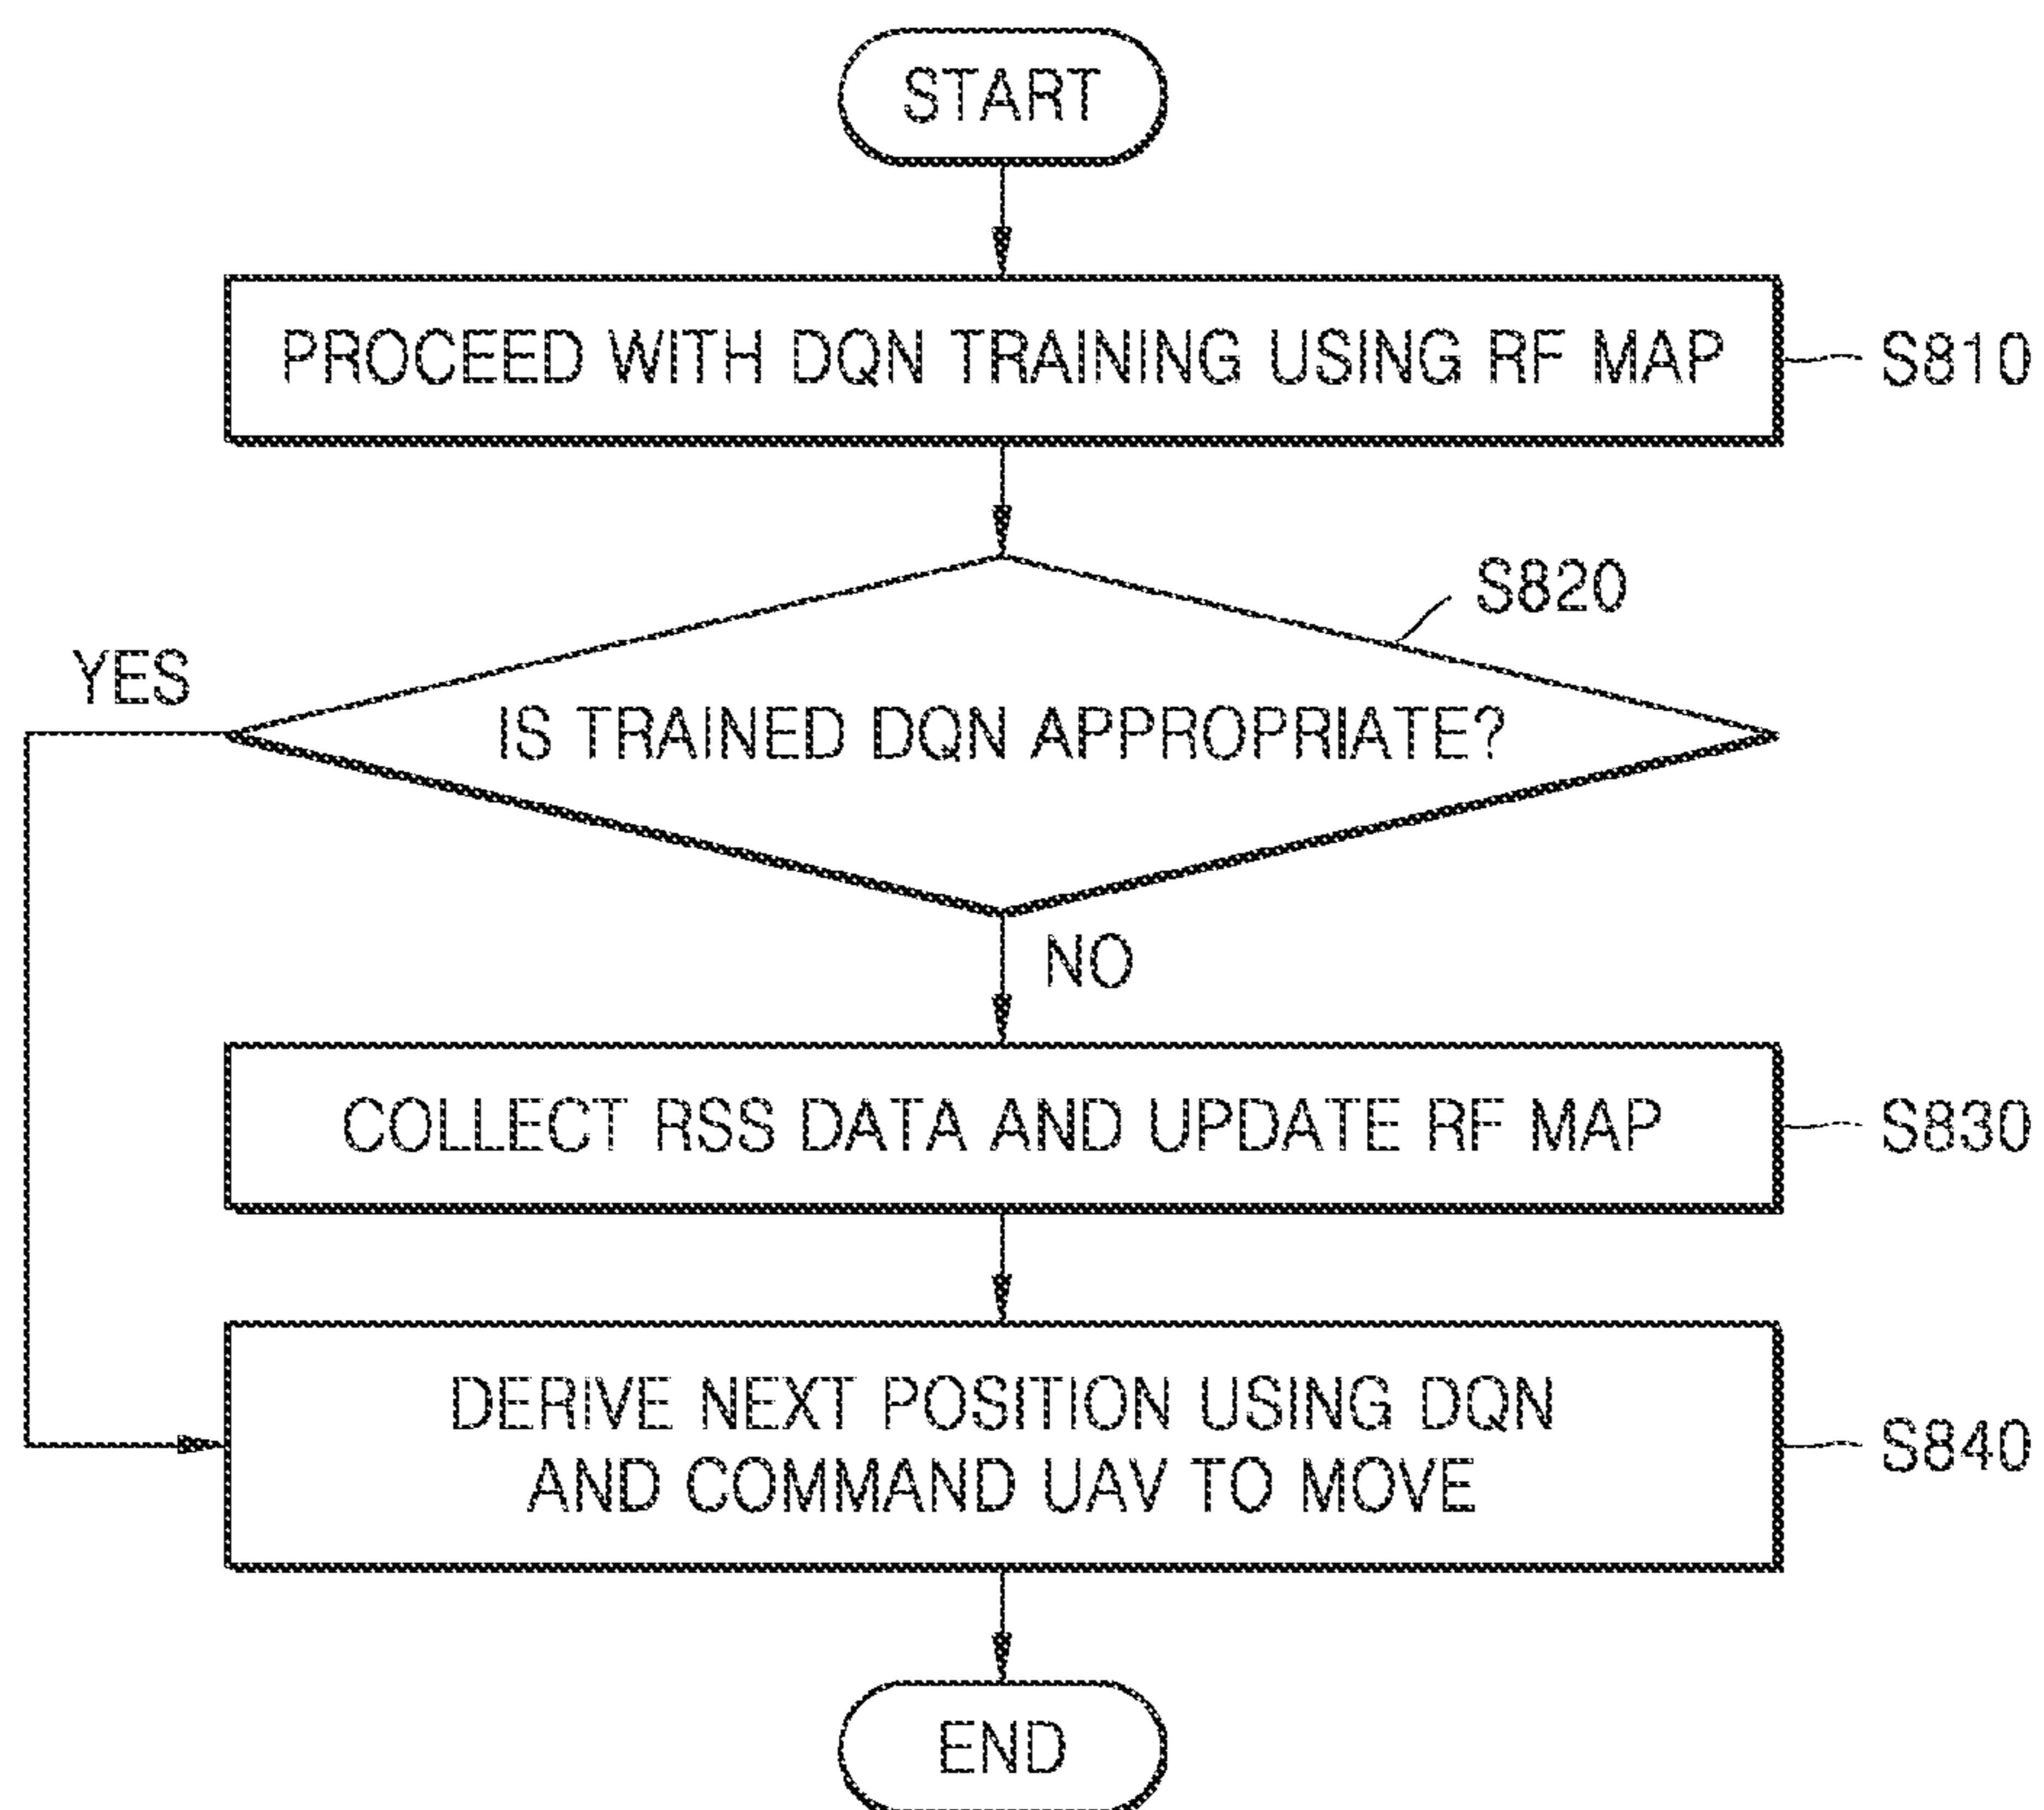 START
PROCEED WITH DQN TRAINING USING RF MAP
S810
S820
YES
IS TRAINED DQN APPROPRIATE?
NO
COLLECT RSS DATA AND UPDATE RF MAP
S830
DERIVE NEXT POSITION USING DQN
AND COMMAND UAV TO MOVE
S840
END